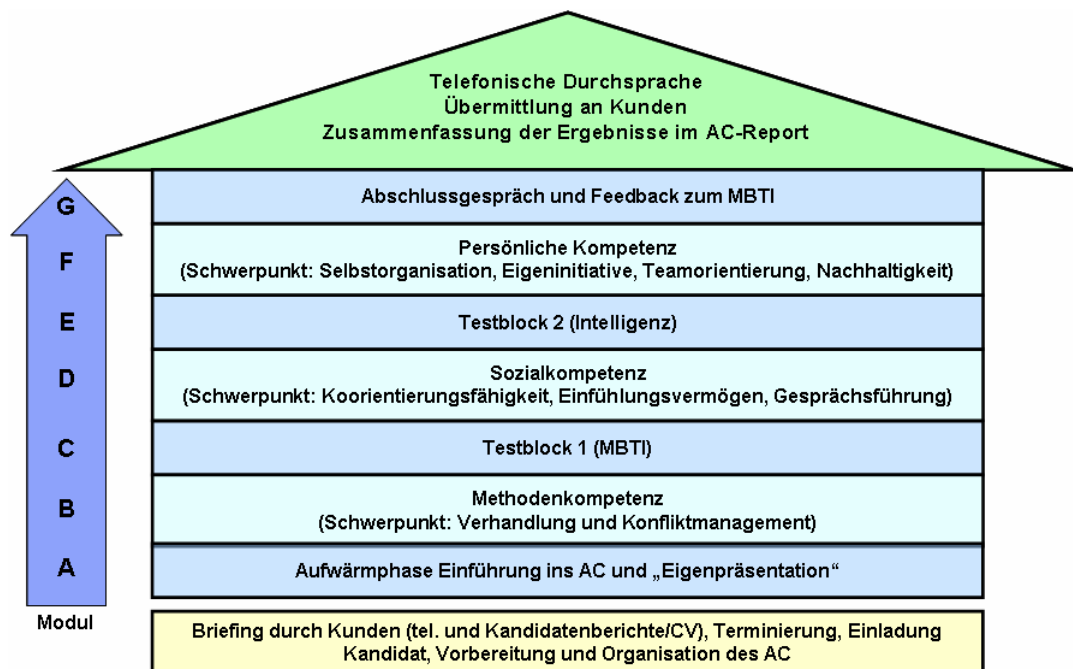 Telefonische Durchsprache
Übermittlung an Kunden
Zusammenfassung der Ergebnisse im AC-Report
G
Abschlussgespräch und Feedback zum MBTI
F
Persönliche Kompetenz
(Schwerpunkt: Selbstorganisation, Eigeninitiative, Teamorientierung, Nachhaltigkeit)
E
Testblock 2 (Intelligenz)
D
Sozialkompetenz
(Schwerpunkt: Koorientierungsfähigkeit, Einfühlungsvermögen, Gesprächsführung)
C
Testblock 1 (MBTI)
B
Methodenkompetenz
(Schwerpunkt: Verhandlung und Konfliktmanagement)
A
Aufwärmphase Einführung ins AC und „Eigenpräsentation“
Modul
Briefing durch Kunden (tel. und Kandidatenberichte/CV), Terminierung, Einladung
Kandidat, Vorbereitung und Organisation des AC